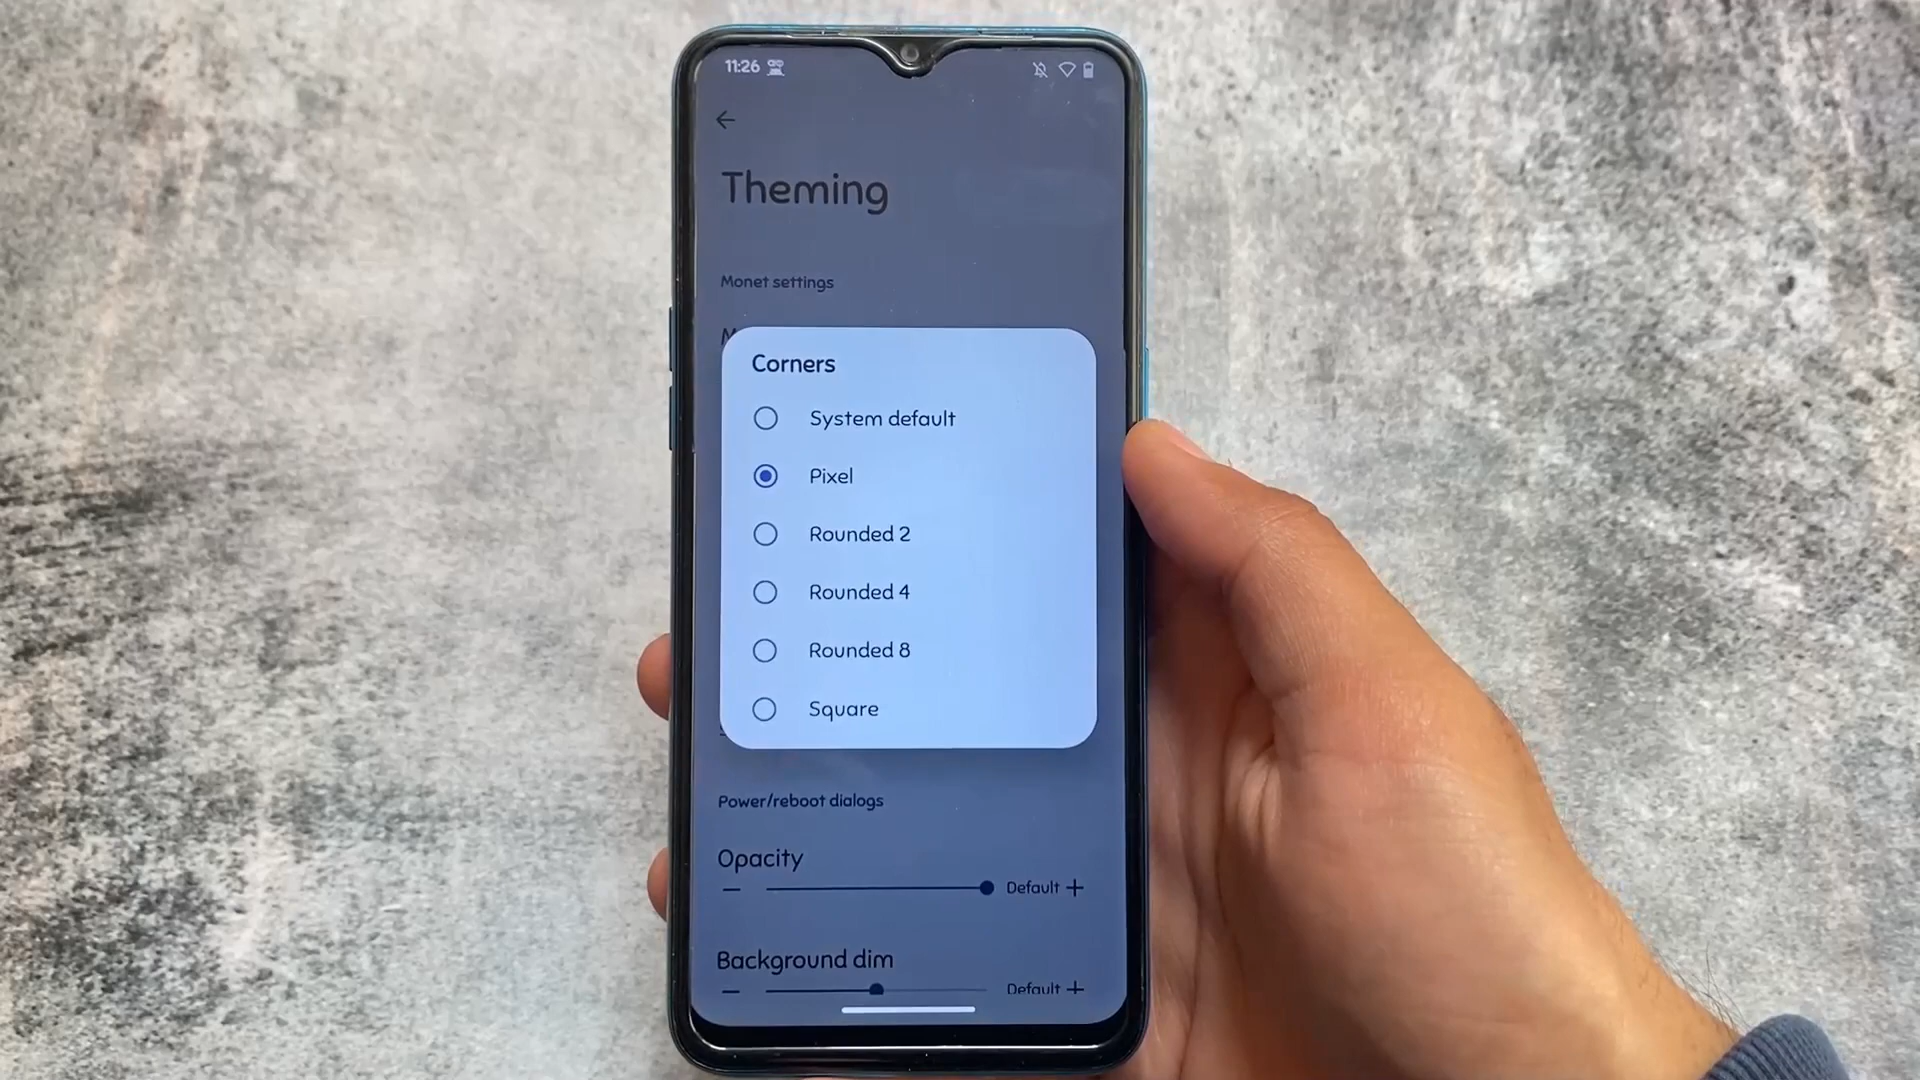 11:26
Theming
Monet settings
Corners
System default
Pixel
Rounded 2
Rounded 4
Rounded 8
Square
Power/reboot dialogs
Opacity
Default
Background dim
Default